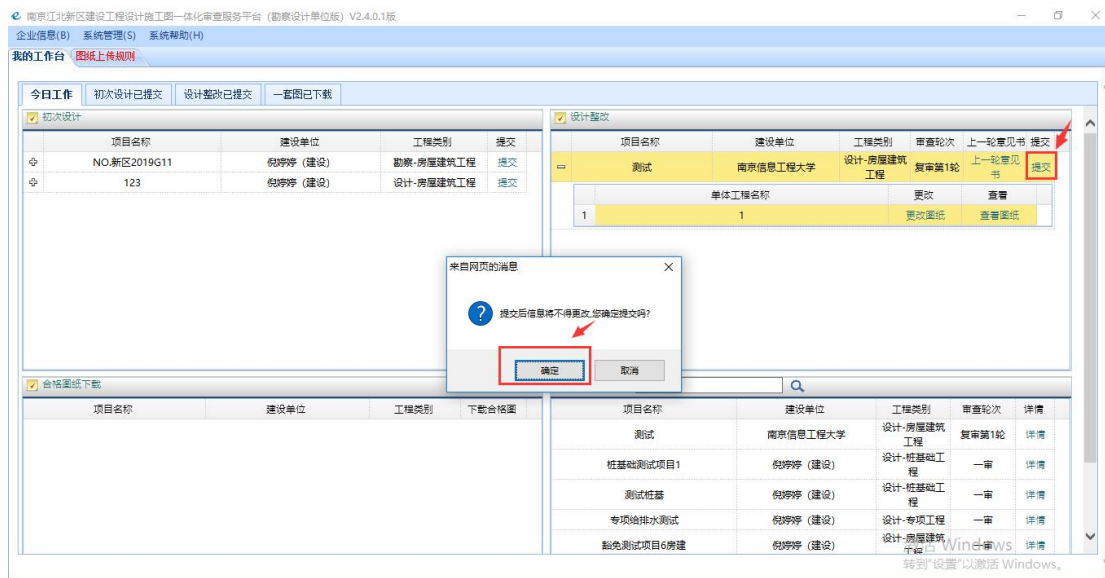 南京江北新区建设工程设计施工图一体化审查服务平台（勘察设计单位版）V2.4.0.1版
企业信息(B) 系统管理(S) 系统帮助(H)
我的工作台 图纸上传规则
今日工作 初次设计已提交 设计整改已提交 一套图已下载
初次设计
项目名称 建设单位 工程类别 提交
NO.新区2019G11 倪婷婷（建设） 勘察-房屋建筑工程 提交
123 倪婷婷（建设） 设计-房屋建筑工程 提交
设计整改
项目名称 建设单位 工程类别 审查轮次 上一轮意见书 提交
测试 南京信息工程大学 设计-房屋建筑工程 复审第1轮 上一轮意见书 提交
单体工程名称 更改 查看
1 1 更改图纸 查看图纸
来自网页的消息
提交后信息将不得更改,您确定提交吗?
确定 取消
合格图纸下载
项目名称 建设单位 工程类别 下载合格图
项目名称 建设单位 工程类别 审查轮次 详情
测试 南京信息工程大学 设计-房屋建筑工程 复审第1轮 详情
桩基础测试项目1 倪婷婷（建设） 设计-桩基础工程 一审 详情
测试桩基 倪婷婷（建设） 设计-桩基础工程 一审 详情
专项给排水测试 倪婷婷（建设） 设计-专项工程 一审 详情
豁免测试项目6房建 倪婷婷（建设） 设计-房屋建筑工程 一审 详情
激活 Windows
转到"设置"以激活 Windows。